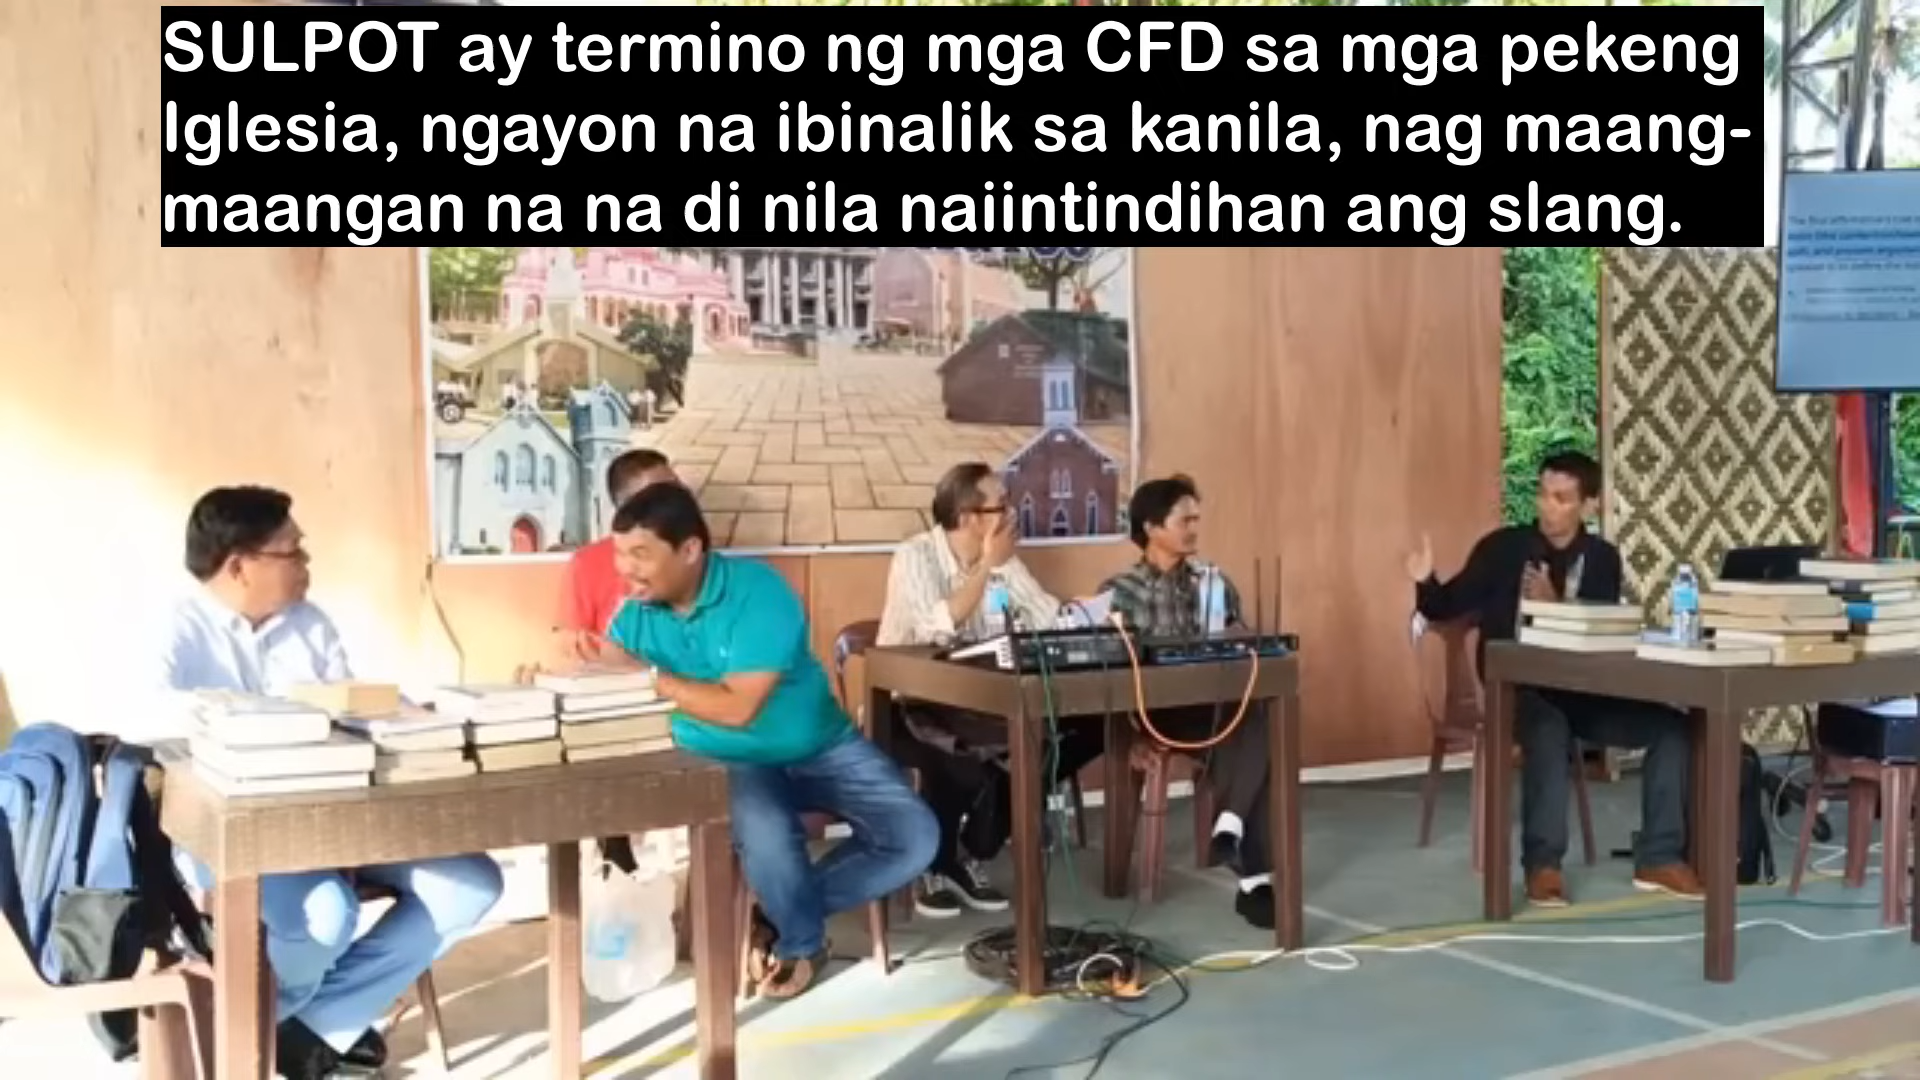 SULPOT ay termino ng mga CFD sa mga pekeng
Iglesia, ngayon na ibinalik sa kanila, nag maang-
maangan na na di nila naiintindihan ang slang.